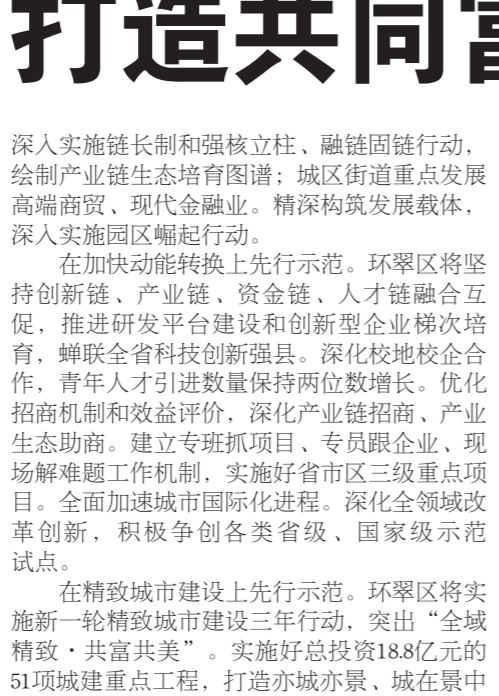 打造共同富
深入实施链长制和强核立柱、融链固链行动，
绘制产业链生态培育图谱；城区街道重点发展
高端商贸、现代金融业。精深构筑发展载体，
深入实施园区崛起行动。
在加快动能转换上先行示范。环翠区将坚
持创新链、产业链、资金链、人才链融合互
促，推进研发平台建设和创新型企业梯次培
育，蝉联全省科技创新强县。深化校地校企合
作，青年人才引进数量保持两位数增长。优化
招商机制和效益评价，深化产业链招商、产业
生态助商。建立专班抓项目、专员跟企业、现
场解难题工作机制，实施好省市区三级重点项
目。全面加速城市国际化进程。深化全领域改
革创新，积极争创各类省级、国家级示范
试点。
在精致城市建设上先行示范。环翠区将实
施新一轮精致城市建设三年行动，突出“全域
精致·共富共美”。实施好总投资18.8亿元的
51项城建重点工程，打造亦城亦景、城在景中